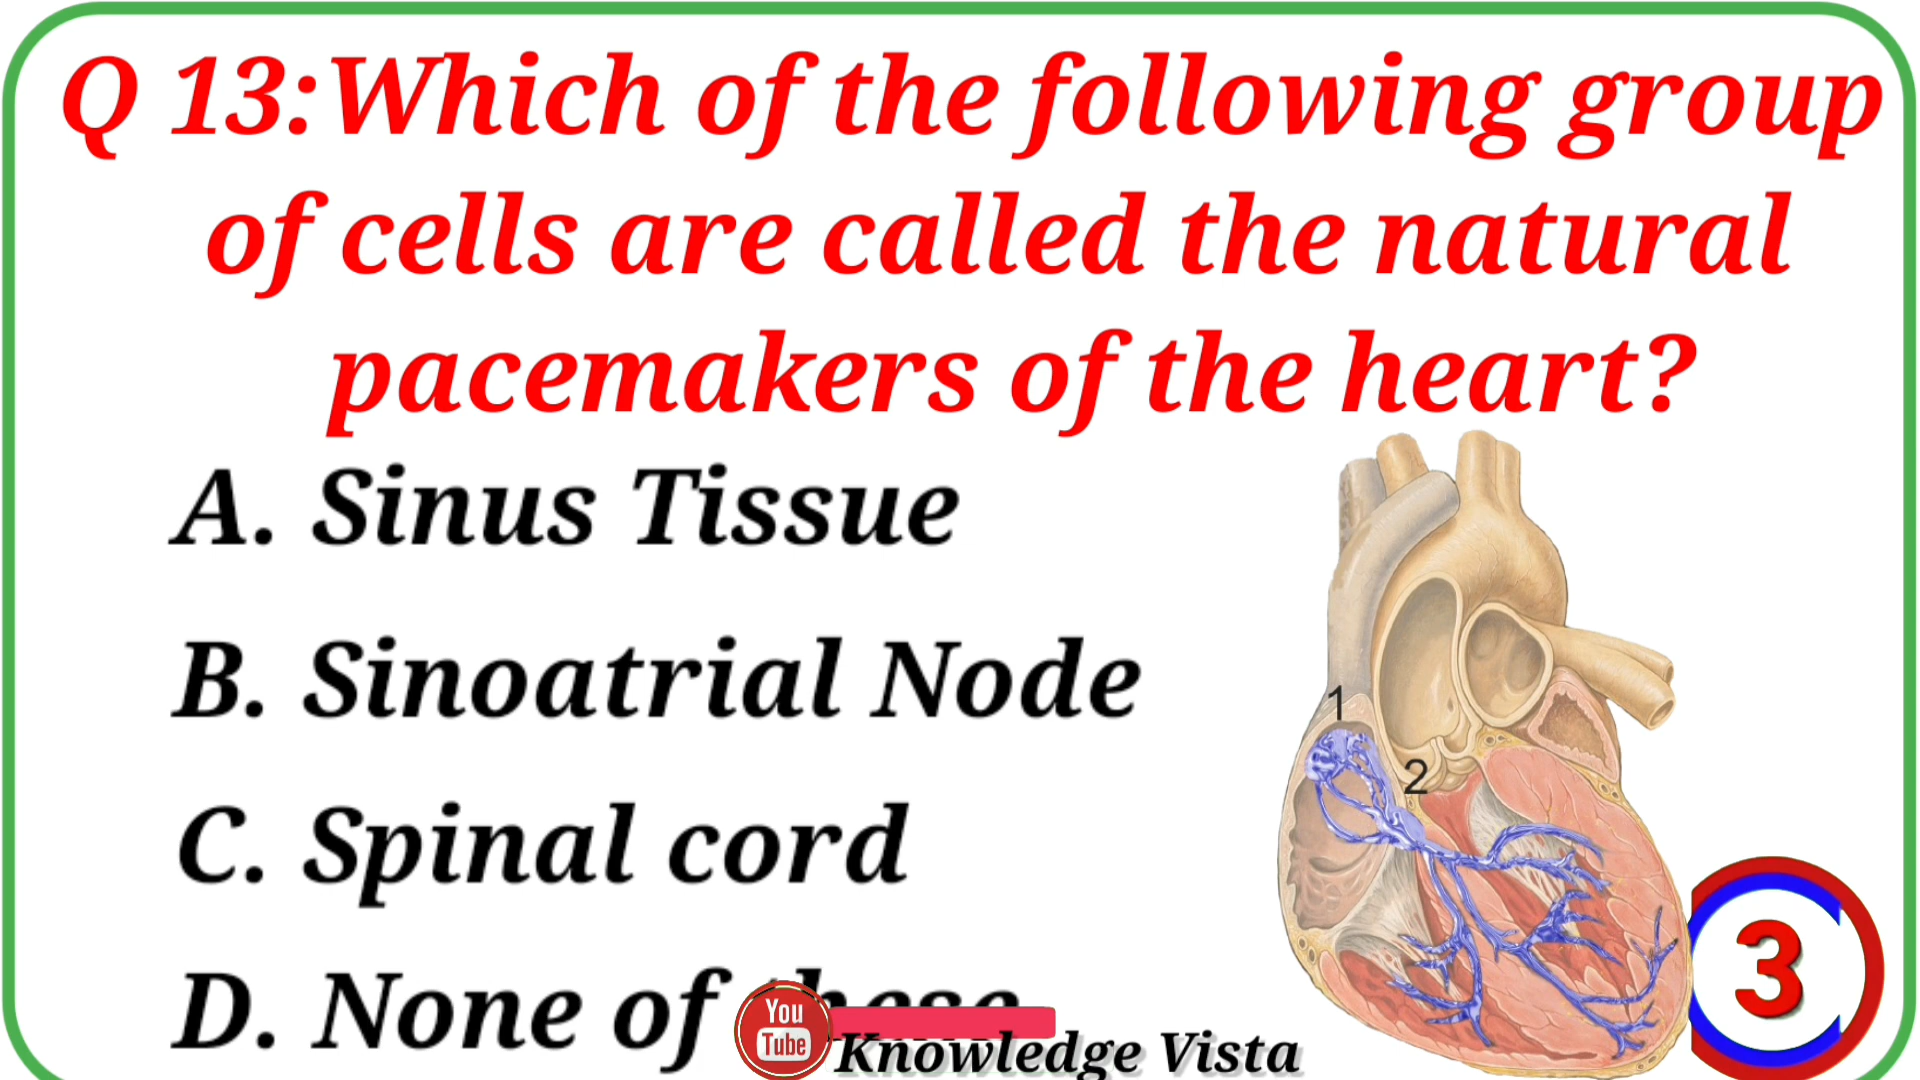 Q 13:Which of the following group
of cells are called the natural
pacemakers of the heart?
A. Sinus Tissue
B. Sinoatrial Node
C. Spinal cord
D. None of these
1
2
3
You
Tube
Knowledge Vista